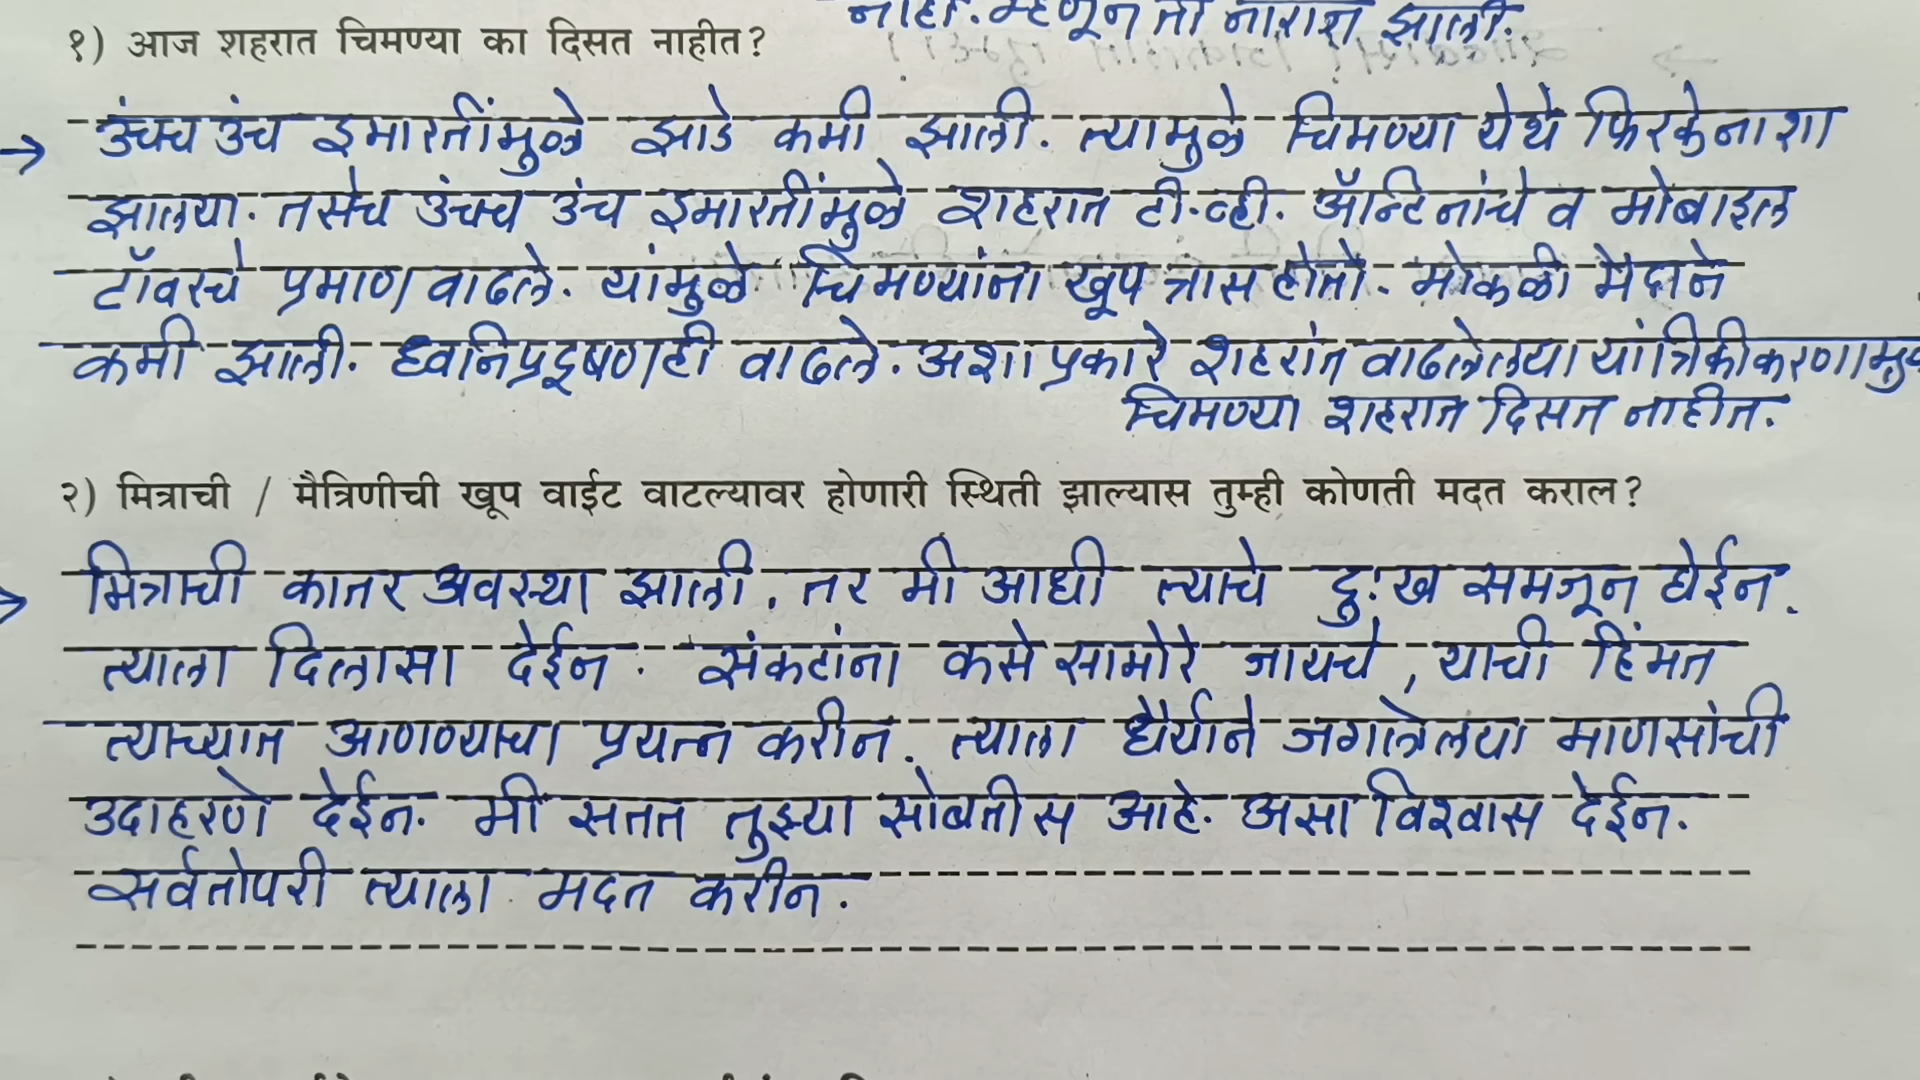 नाही. म्हणून ती नाराज झाली.
१) आज शहरात चिमण्या का दिसत नाहीत?
→ उंचच उंच इमारतींमुळे झाडे कमी झाली. त्यामुळे चिमण्या येथे फिरकेनाशा
झाल्या. तसेच उंचच उंच इमारतींमुळे शहरात टी.व्ही. ॲन्टिनांचे व मोबाइल
टॉवरचे प्रमाण वाढले. यांमुळे चिमण्यांना खूप त्रास होतो. मोकळी मैदाने
कमी झाली. ध्वनिप्रदूषणही वाढले. अशा प्रकारे शहरांत वाढलेल्या यांत्रिकीकरणामु
चिमण्या शहरात दिसत नाहीत.
२) मित्राची / मैत्रिणीची खूप वाईट वाटल्यावर होणारी स्थिती झाल्यास तुम्ही कोणती मदत कराल?
→ मित्राची कातर अवस्था झाली, तर मी आधी त्याचे दु:ख समजून घेईन.
त्याला दिलासा देईन. संकटांना कसे सामोरे जायचे, याची हिंमत
त्याच्यात आणण्याचा प्रयत्न करीन. त्याला धैर्याने जगलेल्या माणसांची
उदाहरणे देईन. मी सतत तुझ्या सोबतीस आहे. असा विश्वास देईन.
सर्वतोपरी त्याला मदत करीन.